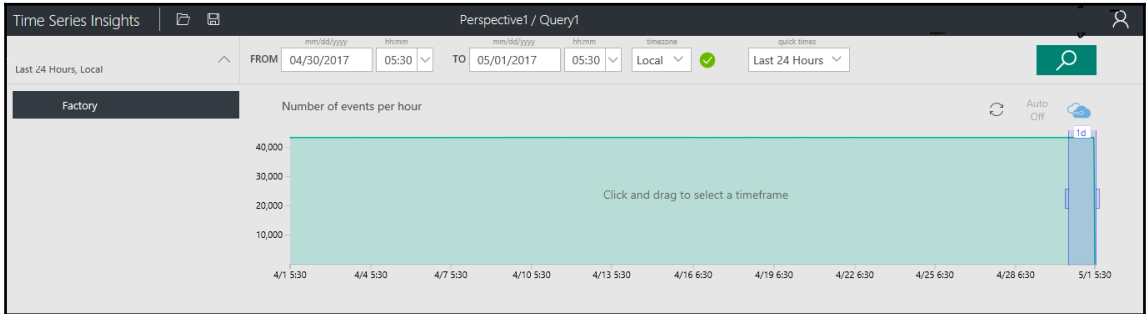 Time Series Insights Perspective1 / Query1
mm/dd/yyyy hh:mm mm/dd/yyyy hh:mm timezone quick times
Last 24 Hours, Local FROM 04/30/2017 05:30 TO 05/01/2017 05:30 Local Last 24 Hours
Factory Number of events per hour Auto
Off
1d
40,000
30,000
Click and drag to select a timeframe
20,000
10,000
4/1 5:30 4/4 5:30 4/7 5:30 4/10 5:30 4/13 5:30 4/16 6:30 4/19 6:30 4/22 6:30 4/25 6:30 4/28 6:30 5/1 5:30